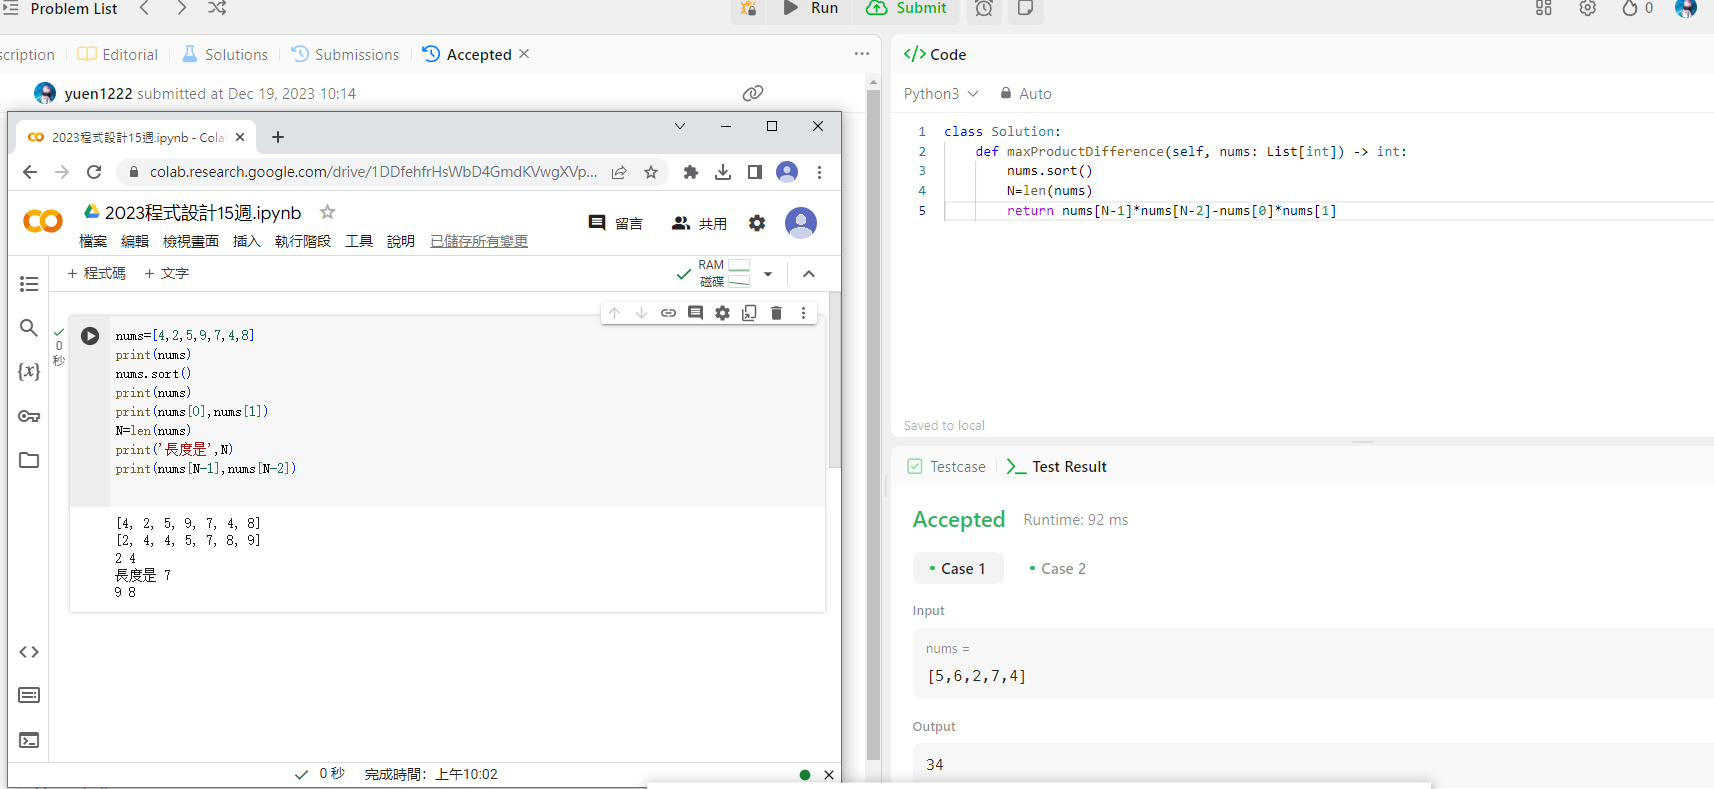 Problem List
Run
Submit
0
scription
Editorial
Solutions
Submissions
Accepted
yuen1222 submitted at Dec 19, 2023 10:14
2023程式設計15週.ipynb - Cola
colab.research.google.com/drive/1DDfehfrHsWbD4GmdKVwgXVp...
2023程式設計15週.ipynb
留言
共用
檔案 編輯 檢視畫面 插入 執行階段 工具 說明 已儲存所有變更
+ 程式碼 + 文字
RAM
磁碟
0
秒
{x}
nums=[4,2,5,9,7,4,8]
print(nums)
nums.sort()
print(nums)
print(nums[0],nums[1])
N=len(nums)
print('長度是',N)
print(nums[N-1],nums[N-2])
[4, 2, 5, 9, 7, 4, 8]
[2, 4, 4, 5, 7, 8, 9]
2 4
長度是 7
9 8
0 秒 完成時間：上午10:02
</> Code
Python3
Auto
1 class Solution:
2 def maxProductDifference(self, nums: List[int]) -> int:
3 nums.sort()
4 N=len(nums)
5 return nums[N-1]*nums[N-2]-nums[0]*nums[1]
Saved to local
Testcase
Test Result
Accepted
Runtime: 92 ms
• Case 1
• Case 2
Input
nums =
[5,6,2,7,4]
Output
34